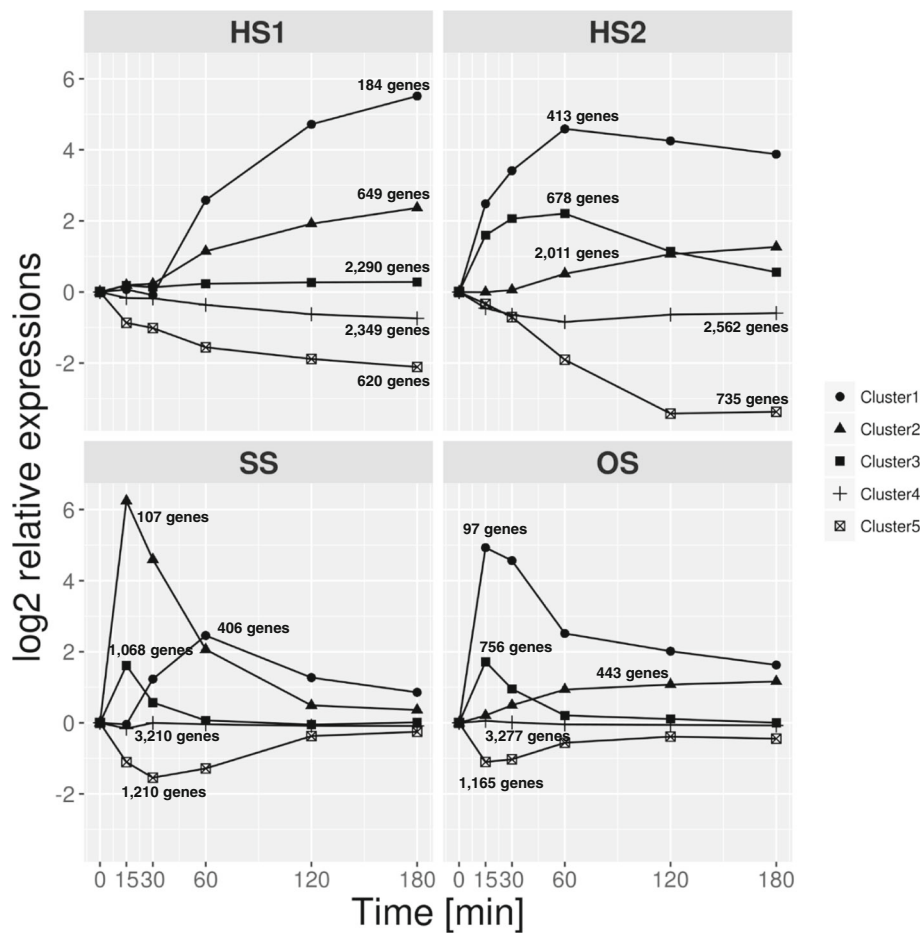 HS1
HS2
184 genes
649 genes
2,290 genes
2,349 genes
620 genes
413 genes
678 genes
2,011 genes
2,562 genes
735 genes
6
4
2
0
-2
SS
OS
107 genes
406 genes
1,068 genes
3,210 genes
1,210 genes
97 genes
756 genes
443 genes
3,277 genes
1,165 genes
6
4
2
0
-2
0 15 30 60 120 180
0 15 30 60 120 180
Time [min]
log2 relative expressions
Cluster1
Cluster2
Cluster3
Cluster4
Cluster5